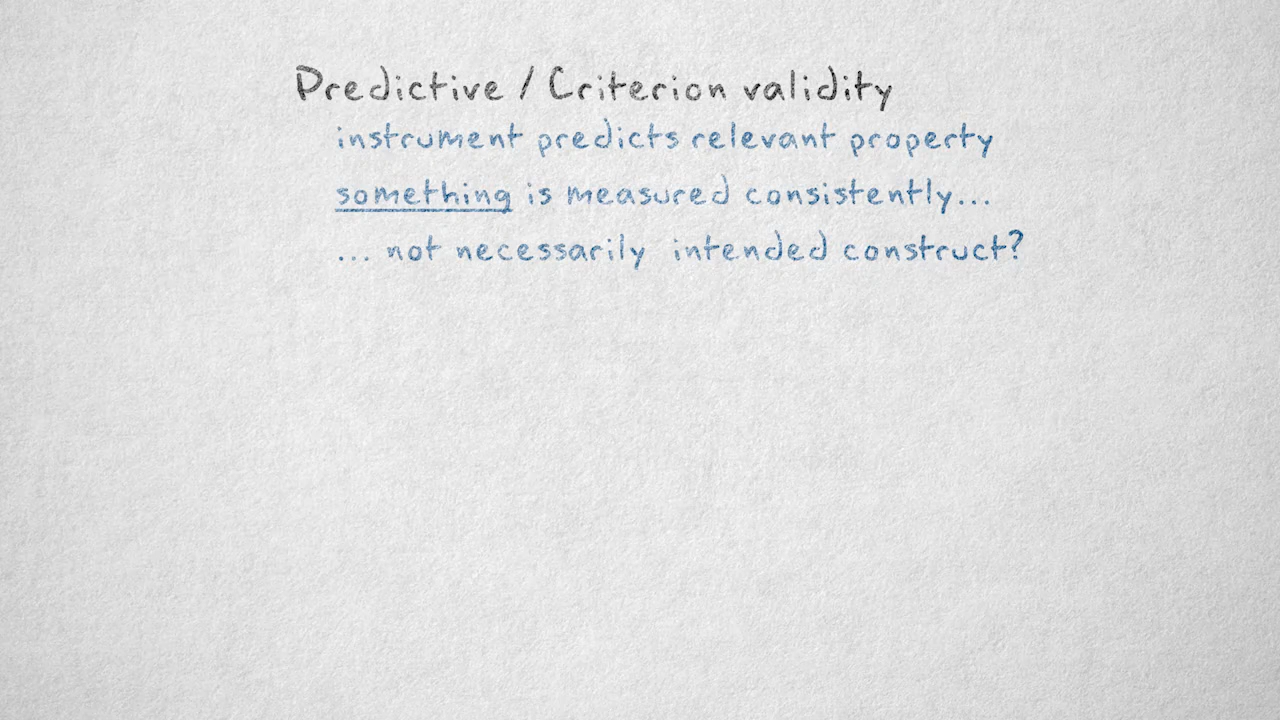 Predictive / Criterion validity
instrument predicts relevant property
something is measured consistently...
... not necessarily intended construct?